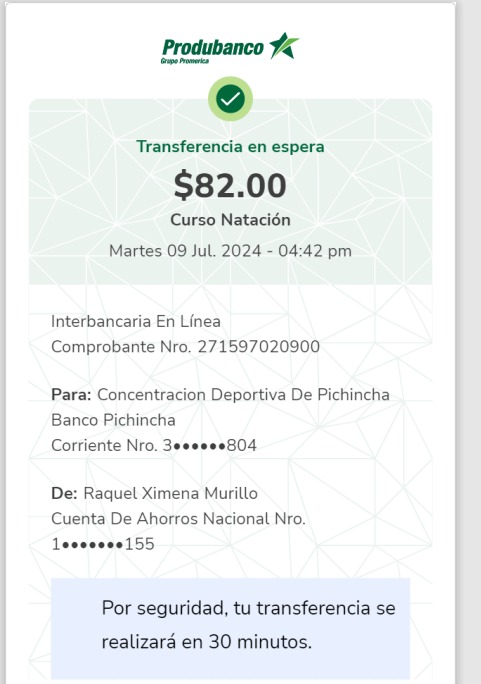 Produbanco
Grupo Promerica
Transferencia en espera
$82.00
Curso Natación
Martes 09 Jul. 2024 - 04:42 pm
Interbancaria En Línea
Comprobante Nro. 271597020900
Para: Concentracion Deportiva De Pichincha
Banco Pichincha
Corriente Nro. 3••••••804
De: Raquel Ximena Murillo
Cuenta De Ahorros Nacional Nro.
1•••••••155
Por seguridad, tu transferencia se
realizará en 30 minutos.